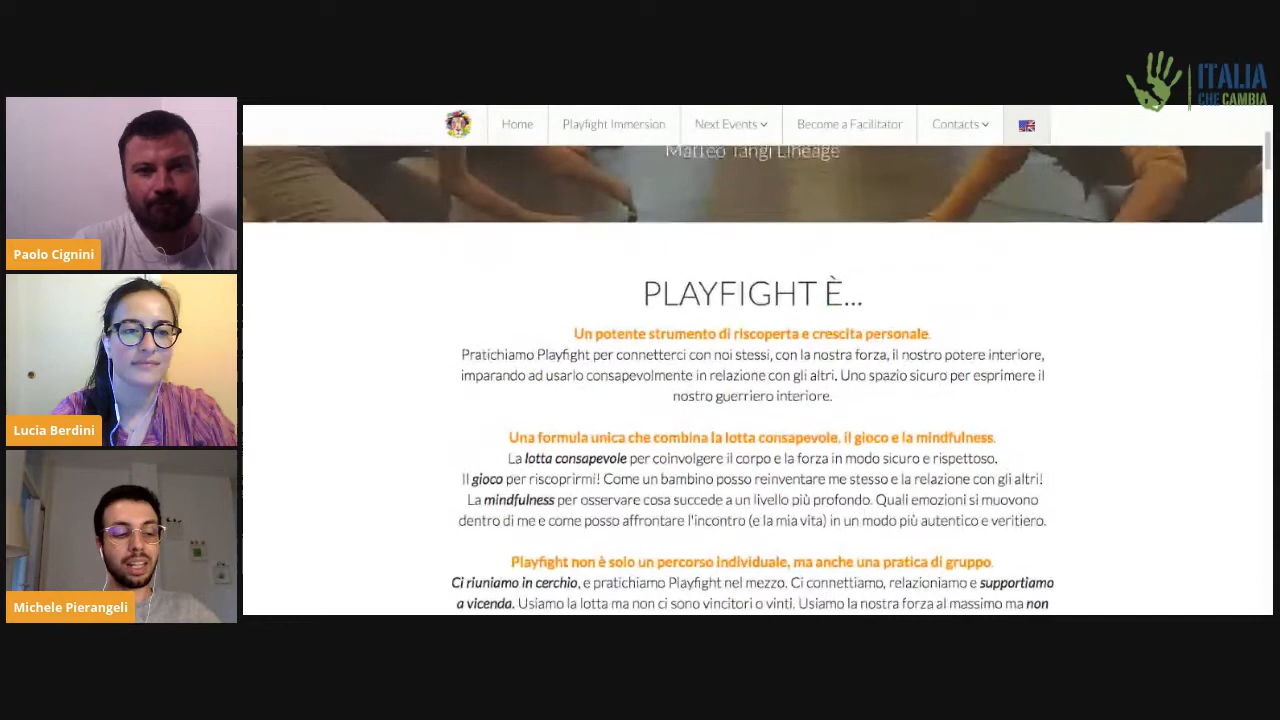 ITALIA
CHE CAMBIA
Home
Playfight Immersion
Next Events
Become a Facilitator
Contacts
Matteo Tangi Lineage
Paolo Cignini
Lucia Berdini
Michele Pierangeli
PLAYFIGHT È...
Un potente strumento di riscoperta e crescita personale.
Pratichiamo Playfight per connetterci con noi stessi, con la nostra forza, il nostro potere interiore,
imparando ad usarlo consapevolmente in relazione con gli altri. Uno spazio sicuro per esprimere il
nostro guerriero interiore.
Una formula unica che combina la lotta consapevole, il gioco e la mindfulness.
La lotta consapevole per coinvolgere il corpo e la forza in modo sicuro e rispettoso.
Il gioco per riscoprirmi! Come un bambino posso reinventare me stesso e la relazione con gli altri!
La mindfulness per osservare cosa succede a un livello più profondo. Quali emozioni si muovono
dentro di me e come posso affrontare l'incontro (e la mia vita) in un modo più autentico e veritiero.
Playfight non è solo un percorso individuale, ma anche una pratica di gruppo.
Ci riuniamo in cerchio, e pratichiamo Playfight nel mezzo. Ci connettiamo, relazioniamo e supportiamo
a vicenda. Usiamo la lotta ma non ci sono vincitori o vinti. Usiamo la nostra forza al massimo ma non